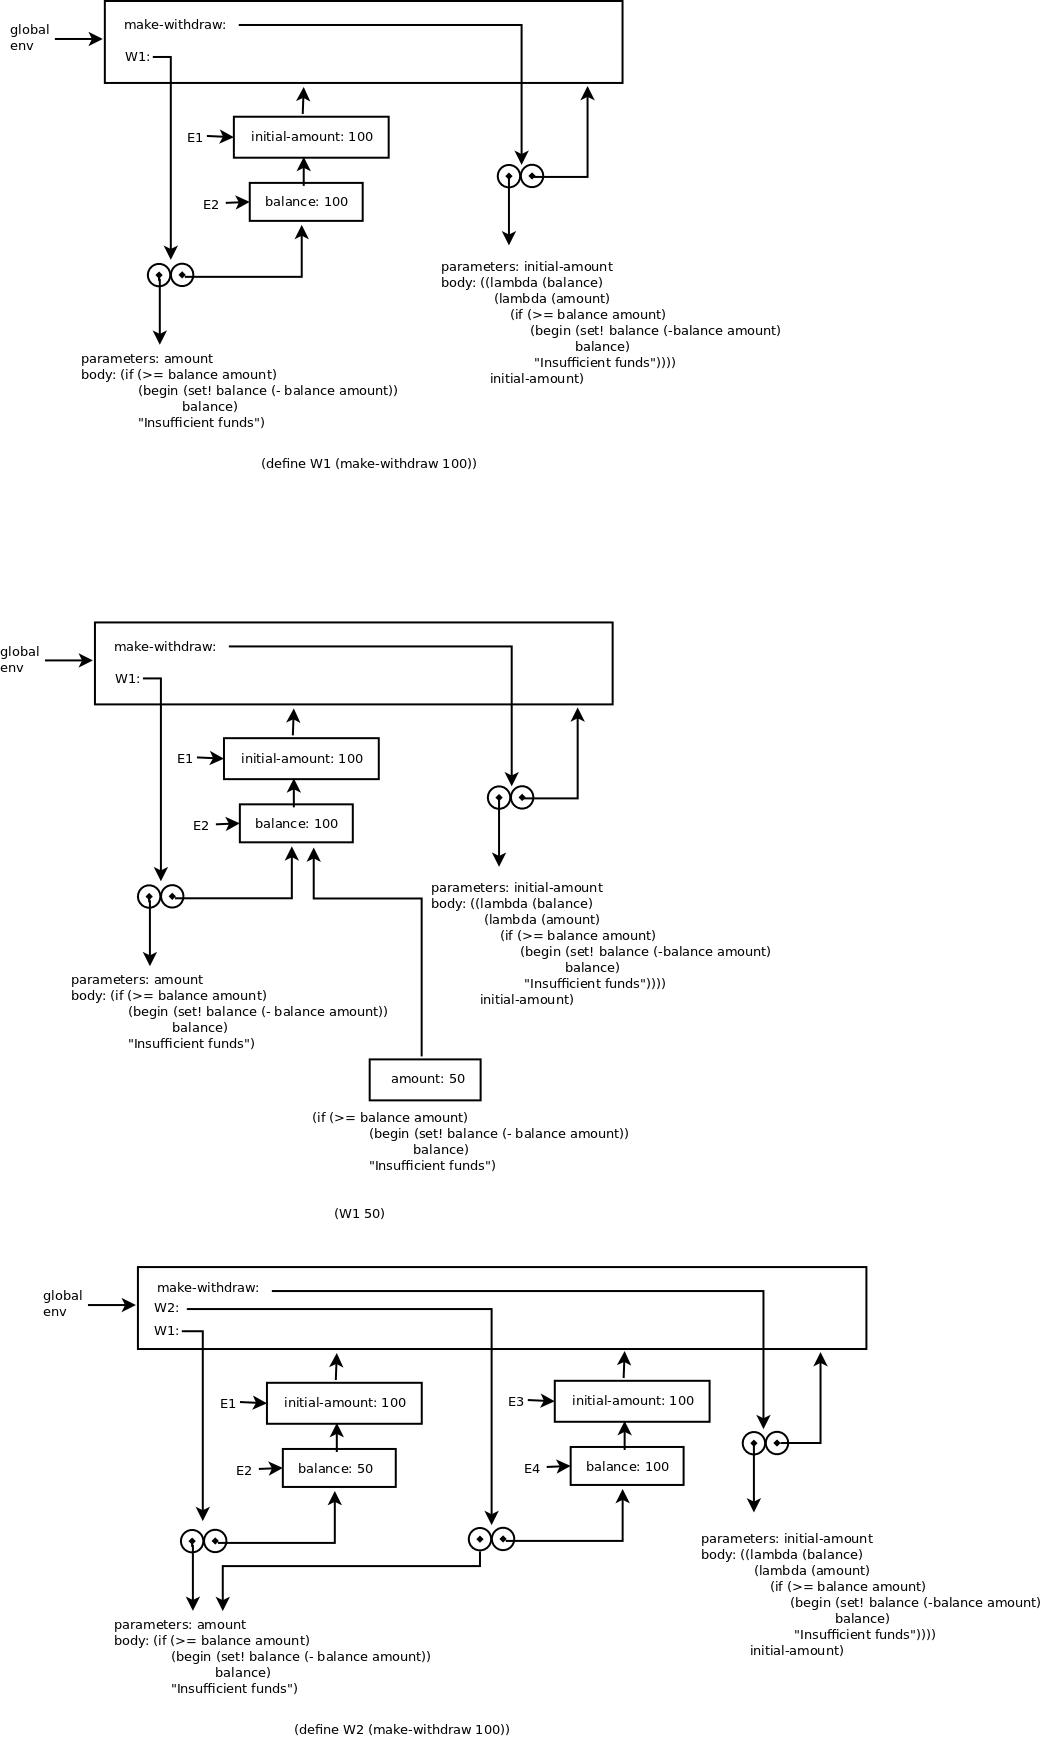 make-withdraw:
global
env
W1:
E1
initial-amount: 100
E2
balance: 100
parameters: initial-amount
body: ((lambda (balance)
(lambda (amount)
(if (>= balance amount)
(begin (set! balance (-balance amount)
balance)
"Insufficient funds"))))
initial-amount)
parameters: amount
body: (if (>= balance amount)
(begin (set! balance (- balance amount))
balance)
"Insufficient funds")
(define W1 (make-withdraw 100))
make-withdraw:
global
env
W1:
E1
initial-amount: 100
E2
balance: 100
parameters: initial-amount
body: ((lambda (balance)
(lambda (amount)
(if (>= balance amount)
(begin (set! balance (-balance amount)
balance)
"Insufficient funds"))))
initial-amount)
parameters: amount
body: (if (>= balance amount)
(begin (set! balance (- balance amount))
balance)
"Insufficient funds")
amount: 50
(if (>= balance amount)
(begin (set! balance (- balance amount))
balance)
"Insufficient funds")
(W1 50)
make-withdraw:
global
env
W2:
W1:
E1
initial-amount: 100
E3
initial-amount: 100
E2
balance: 50
E4
balance: 100
parameters: initial-amount
body: ((lambda (balance)
(lambda (amount)
(if (>= balance amount)
(begin (set! balance (-balance amount)
balance)
"Insufficient funds"))))
initial-amount)
parameters: amount
body: (if (>= balance amount)
(begin (set! balance (- balance amount))
balance)
"Insufficient funds")
(define W2 (make-withdraw 100))